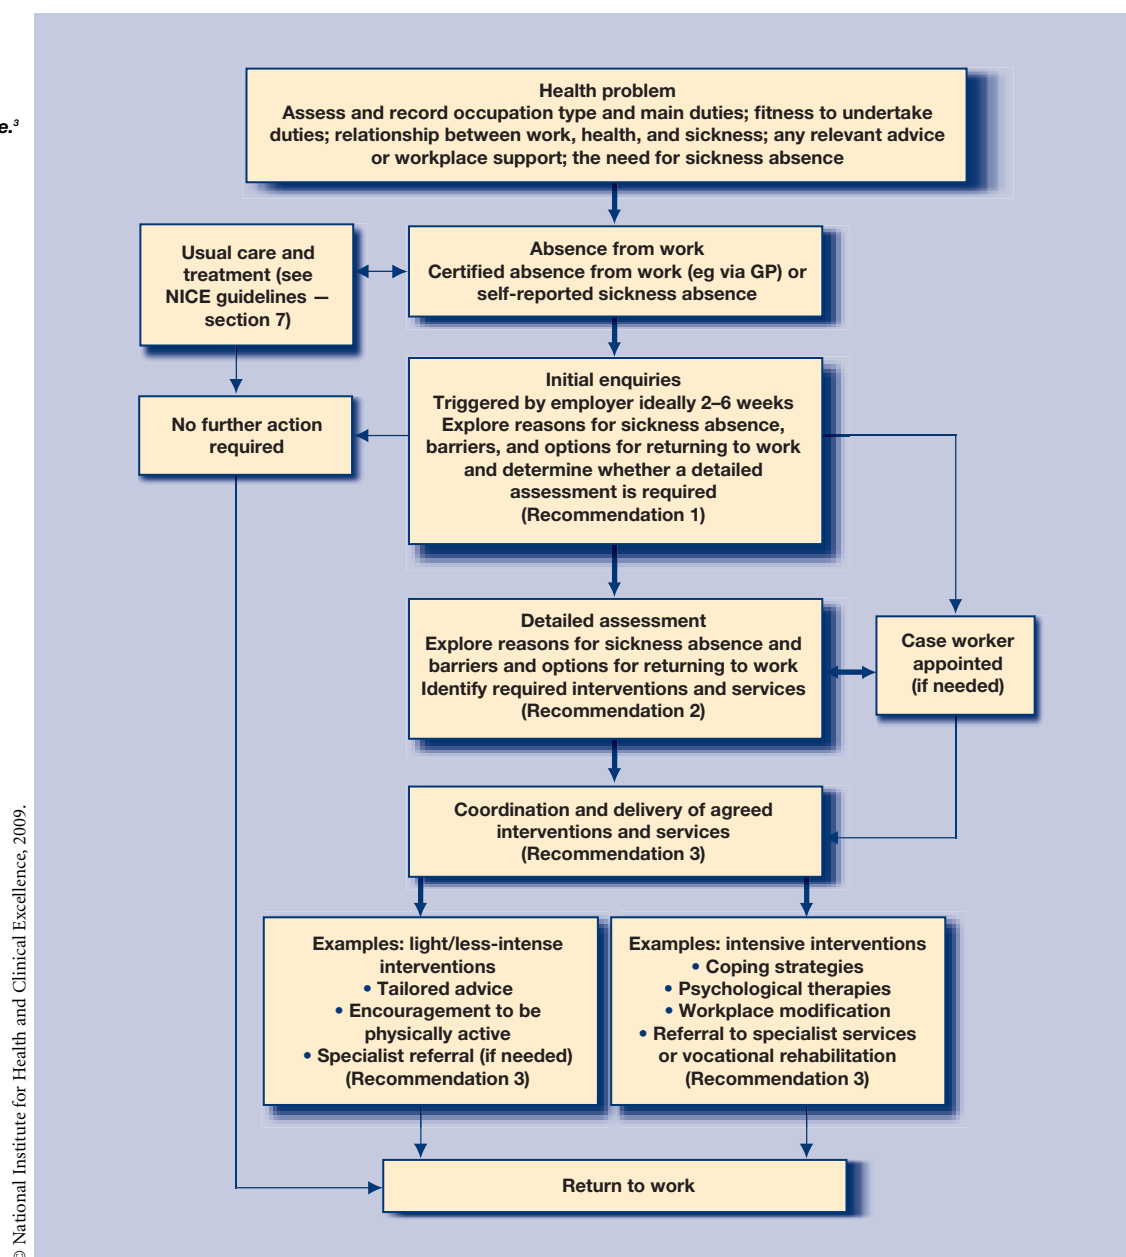 e.³
Health problem
Assess and record occupation type and main duties; fitness to undertake
duties; relationship between work, health, and sickness; any relevant advice
or workplace support; the need for sickness absence
Usual care and
treatment (see
NICE guidelines —
section 7)
Absence from work
Certified absence from work (eg via GP) or
self-reported sickness absence
No further action
required
Initial enquiries
Triggered by employer ideally 2–6 weeks
Explore reasons for sickness absence,
barriers, and options for returning to work
and determine whether a detailed
assessment is required
(Recommendation 1)
Detailed assessment
Explore reasons for sickness absence and
barriers and options for returning to work
Identify required interventions and services
(Recommendation 2)
Case worker
appointed
(if needed)
Coordination and delivery of agreed
interventions and services
(Recommendation 3)
Examples: light/less-intense
interventions
• Tailored advice
• Encouragement to be
physically active
• Specialist referral (if needed)
(Recommendation 3)
Examples: intensive interventions
• Coping strategies
• Psychological therapies
• Workplace modification
• Referral to specialist services
or vocational rehabilitation
(Recommendation 3)
Return to work
© National Institute for Health and Clinical Excellence, 2009.